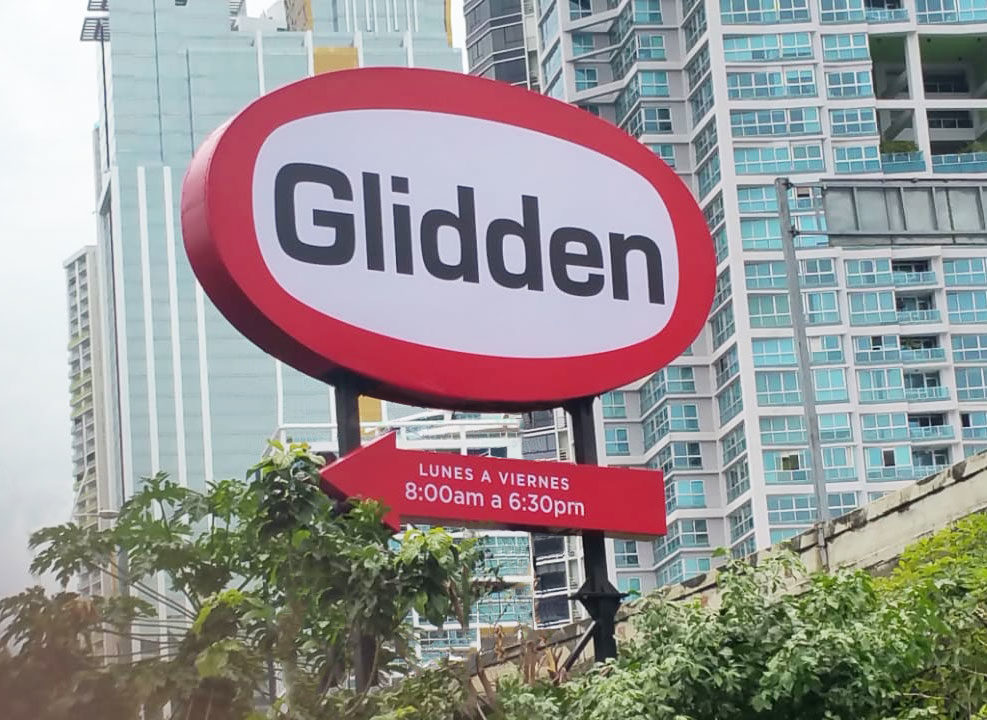 Glidden
LUNES A VIERNES
8:00am a 6:30pm